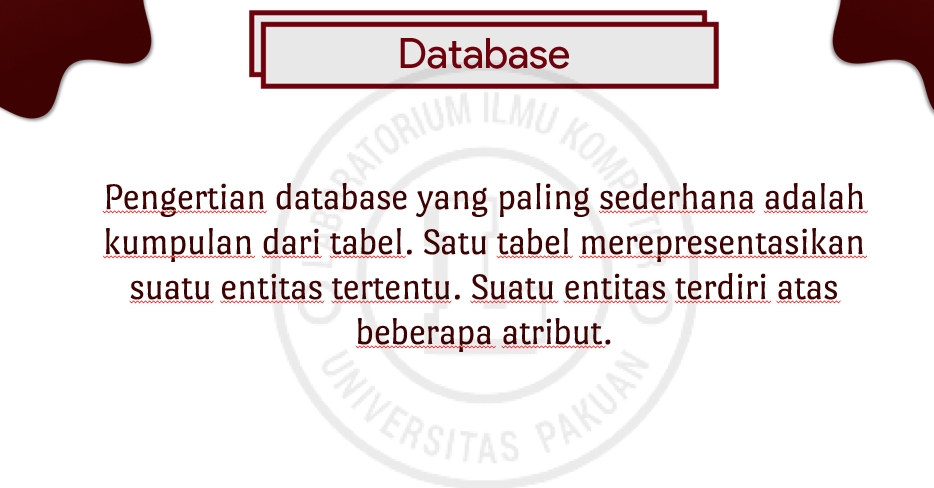 Database
Pengertian database yang paling sederhana adalah
kumpulan dari tabel. Satu tabel merepresentasikan
suatu entitas tertentu. Suatu entitas terdiri atas
beberapa atribut.
LABORATORIUM ILMU KOMPUTER
UNIVERSITAS PAKUAN